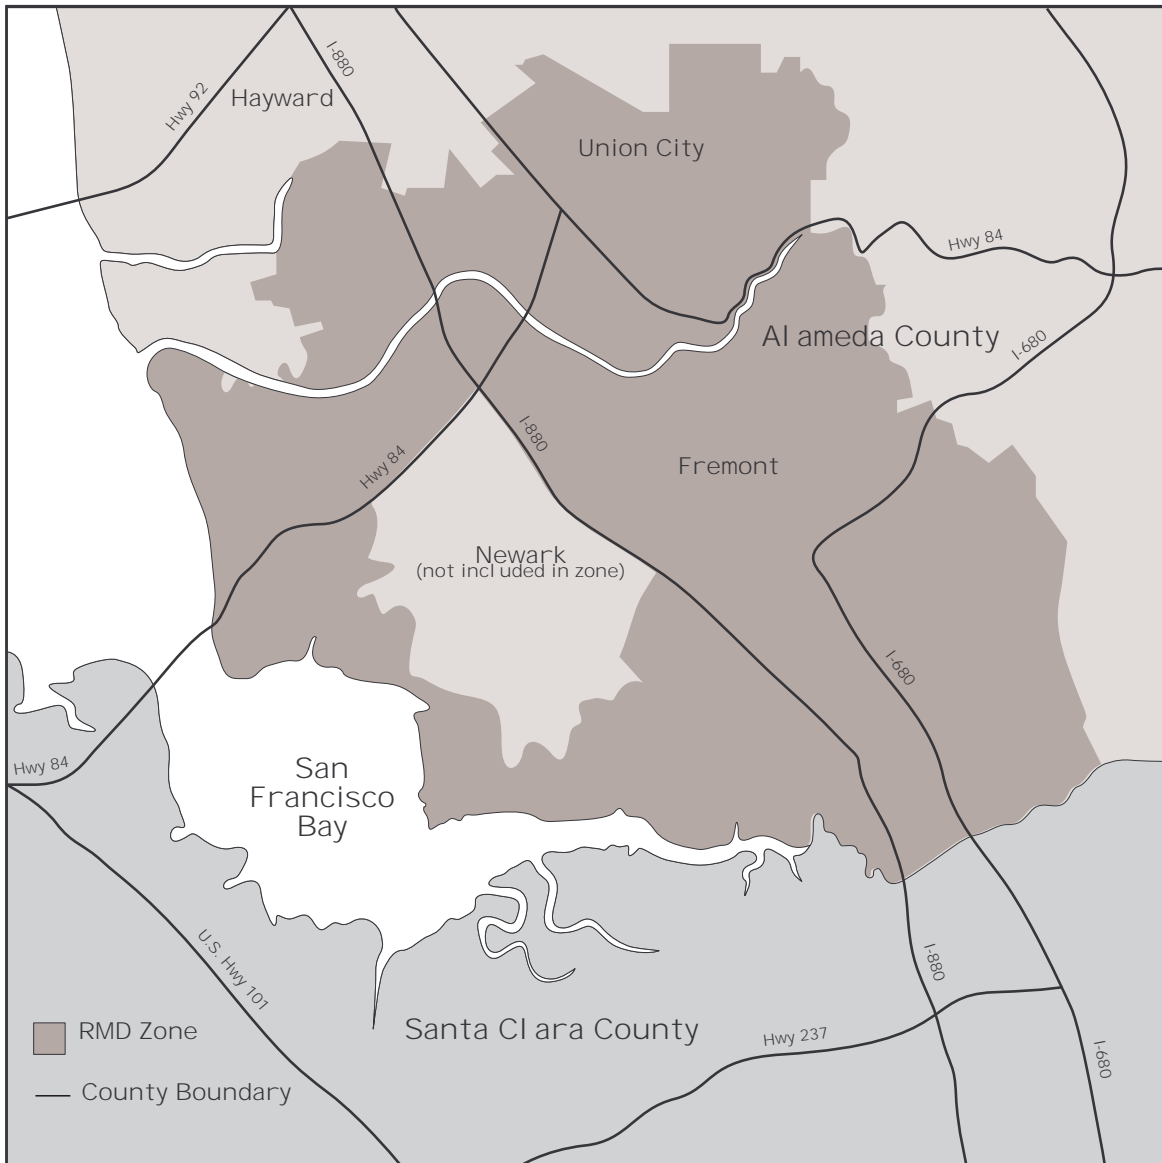 I-880
Hwy 92
Hayward
Union City
Hwy 84
Alameda County
I-680
I-880
Hwy 84
Fremont
Newark
(not included in zone)
I-680
Hwy 84
San
Francisco
Bay
U.S. Hwy 101
I-880
RMD Zone
Santa Clara County
Hwy 237
I-680
County Boundary